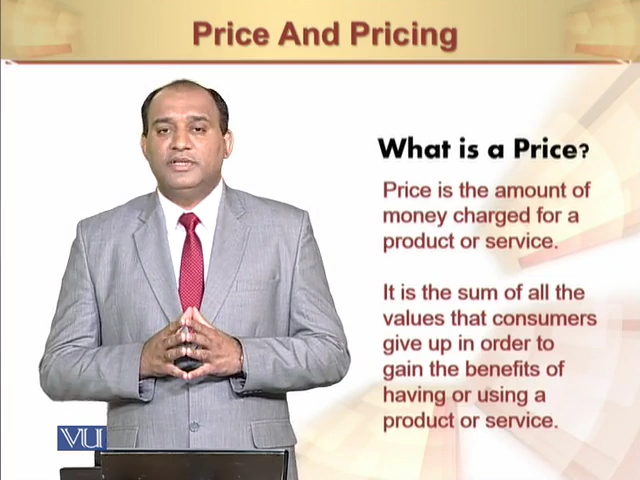 Price And Pricing
What is a Price?
Price is the amount of
money charged for a
product or service.
It is the sum of all the
values that consumers
give up in order to
gain the benefits of
having or using a
product or service.
VU